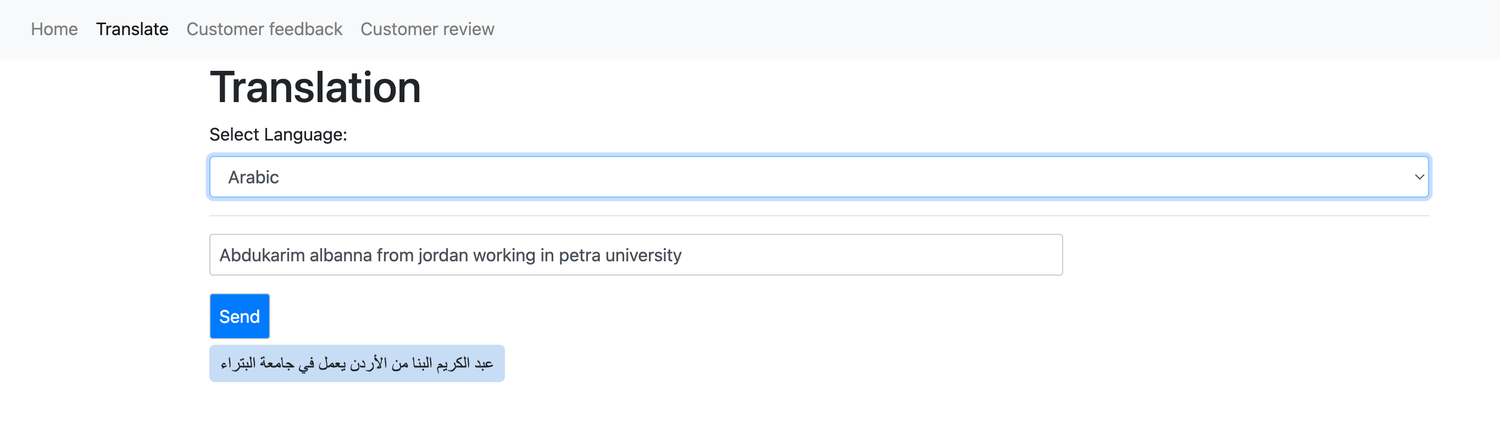 Home Translate Customer feedback Customer review
Translation
Select Language:
Arabic
Abdukarim albanna from jordan working in petra university
Send
عبد الكريم البنا من الأردن يعمل في جامعة البتراء